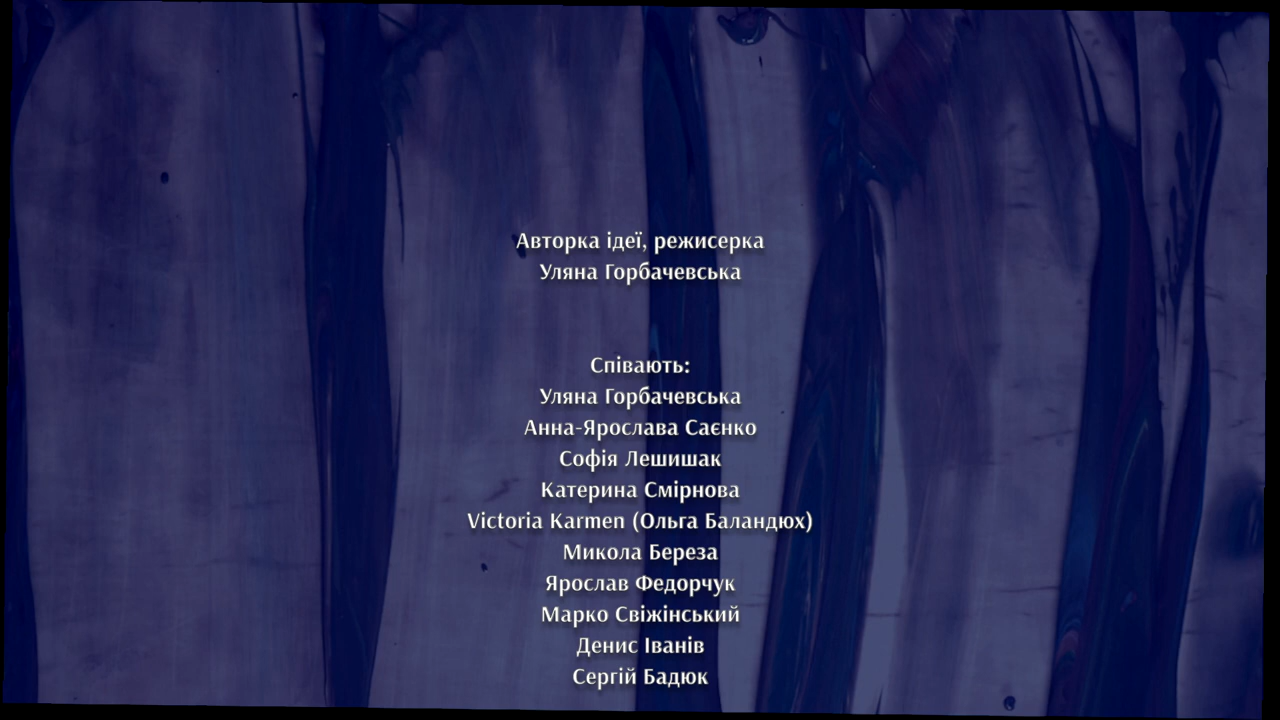 Авторка ідеї, режисерка
Уляна Горбачевська
Співають:
Уляна Горбачевська
Анна-Ярослава Саєнко
Софія Лешишак
Катерина Смірнова
Victoria Karmen (Ольга Баландюх)
Микола Береза
Ярослав Федорчук
Марко Свіжінський
Денис Іванів
Сергій Бадюк